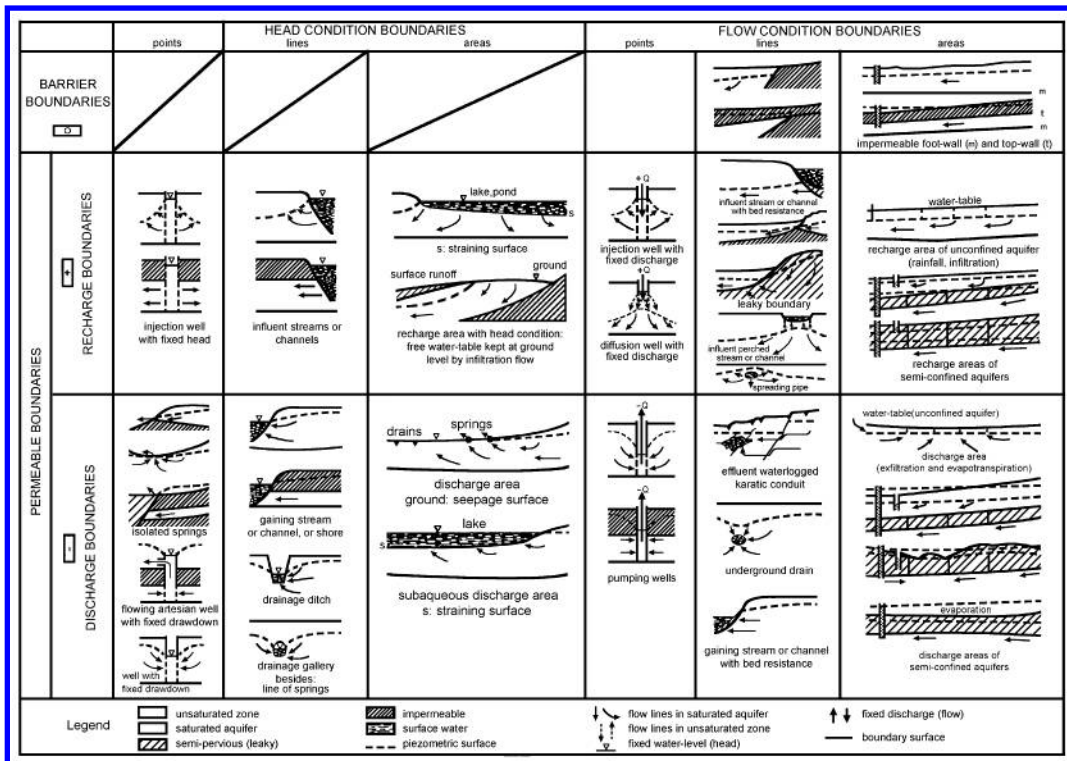 HEAD CONDITION BOUNDARIES
FLOW CONDITION BOUNDARIES
points
lines
areas
points
lines
areas
BARRIER
BOUNDARIES
0
m
t
m
impermeable foot-wall (m) and top-wall (t)
PERMEABLE BOUNDARIES
RECHARGE BOUNDARIES
+
injection well
with fixed head
influent streams or
channels
lake,pond
s
s: straining surface
surface runoff
ground
recharge area with head condition:
free water-table kept at ground
level by infiltration flow
+Q
injection well with
fixed discharge
+Q
diffusion well with
fixed discharge
influent stream or channel
with bed resistance
leaky boundary
influent perched
stream or channel
spreading pipe
water-table
recharge area of unconfined aquifer
(rainfall, infiltration)
recharge areas of
semi-confined aquifers
DISCHARGE BOUNDARIES
-
isolated springs
flowing artesian well
with fixed drawdown
well with
fixed drawdown
gaining stream
or channel, or shore
drainage ditch
drainage gallery
besides:
line of springs
drains
springs
discharge area
ground: seepage surface
lake
s
subaqueous discharge area
s: straining surface
-Q
-Q
pumping wells
effluent waterlogged
karatic conduit
underground drain
gaining stream or channel
with bed resistance
water-table(unconfined aquifer)
discharge area
(exfiltration and evapotranspiration)
evaporation
discharge areas of
semi-confined aquifers
Legend
unsaturated zone
saturated aquifer
semi-pervious (leaky)
impermeable
surface water
piezometric surface
flow lines in saturated aquifer
flow lines in unsaturated zone
fixed water-level (head)
fixed discharge (flow)
boundary surface